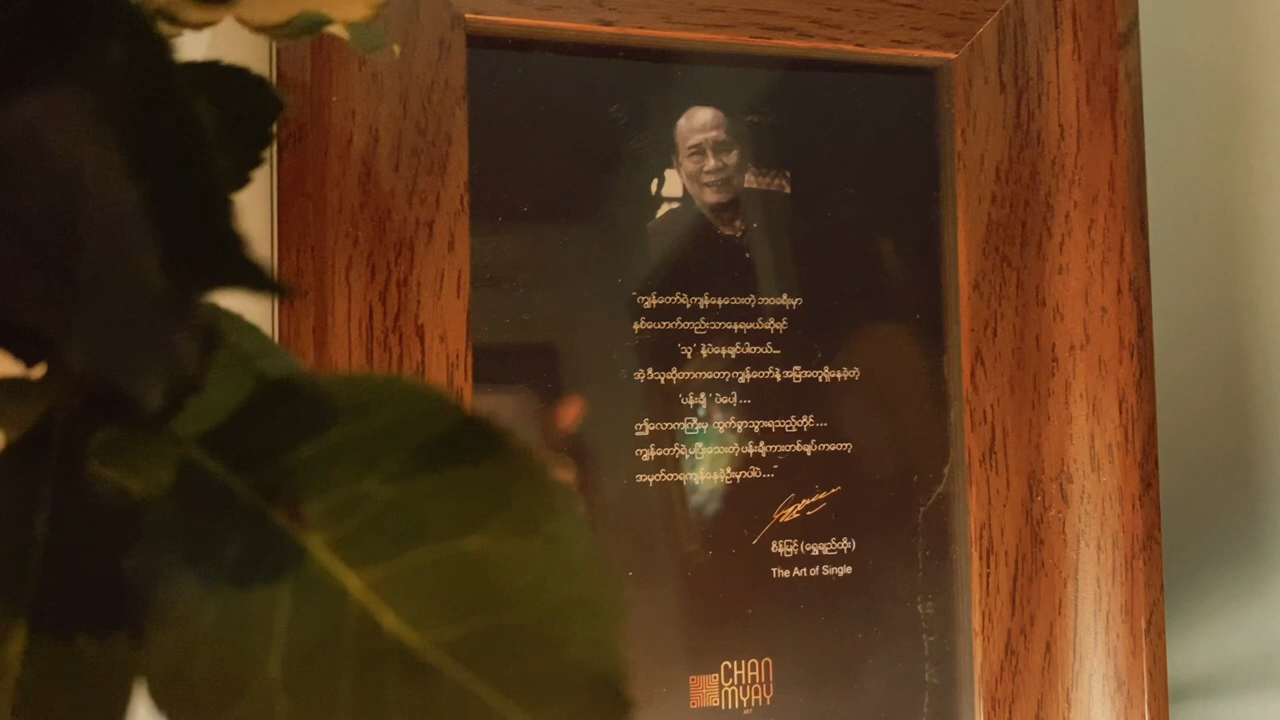 “ကျွန်တော်ရဲ့ကျန်နေသေးတဲ့ဘဝခရီးမှာ
နှစ်ယောက်တည်းသာနေရမယ်ဆိုရင်
‘သူ’ နဲ့ပဲနေချင်ပါတယ်...
အဲ့ဒီသူဆိုတာကတော့ကျွန်တော်နဲ့အမြဲအတူရှိနေခဲ့တဲ့
‘ပန်းချီ’ ပဲပေါ့...
ဤလောကကြီးမှ ထွက်ခွာသွားရသည့်တိုင်...
ကျွန်တော့်ရဲ့မပြီးသေးတဲ့ပန်းချီကားတစ်ချပ်ကတော့
အမှတ်တရကျန်နေခဲ့ဦးမှာပါပဲ...”
စိန်မြင့် (ရွှေချည်ထိုး)
The Art of Single
CHAN
MYAY
ART